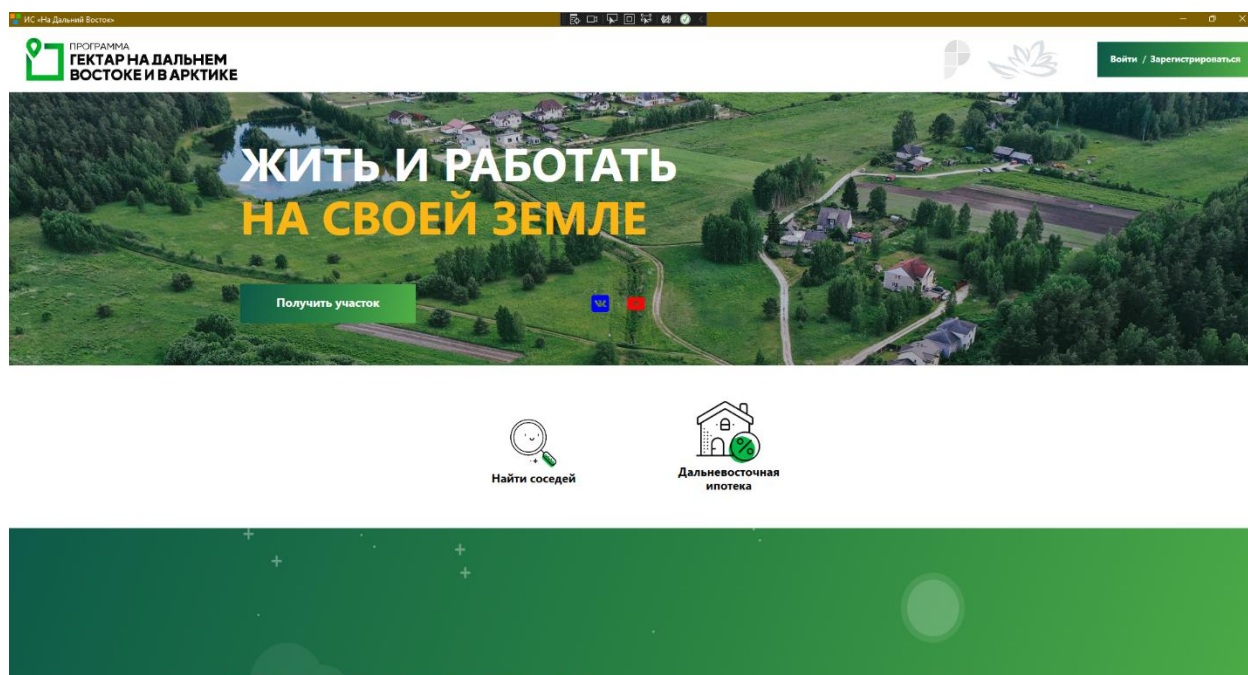 ИС «На Дальний Восток»
ПРОГРАММА
ГЕКТАР НА ДАЛЬНЕМ
ВОСТОКЕ И В АРКТИКЕ
Войти / Зарегистрироваться
ЖИТЬ И РАБОТАТЬ
НА СВОЕЙ ЗЕМЛЕ
Получить участок
Найти соседей
Дальневосточная
ипотека